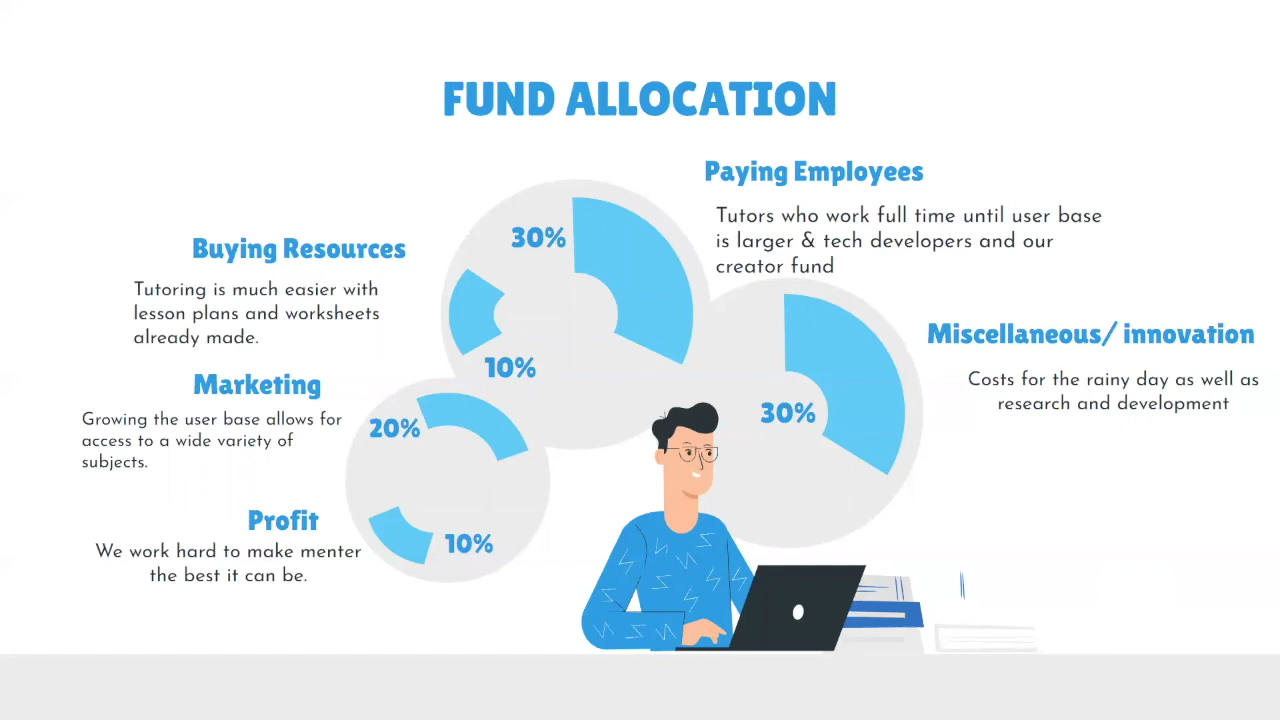 FUND ALLOCATION
Paying Employees
Tutors who work full time until user base
is larger & tech developers and our
creator fund
30%
Buying Resources
Tutoring is much easier with
lesson plans and worksheets
already made.
10%
Miscellaneous/ innovation
Costs for the rainy day as well as
research and development
30%
Marketing
Growing the user base allows for
access to a wide variety of
subjects.
20%
Profit
We work hard to make menter
the best it can be.
10%